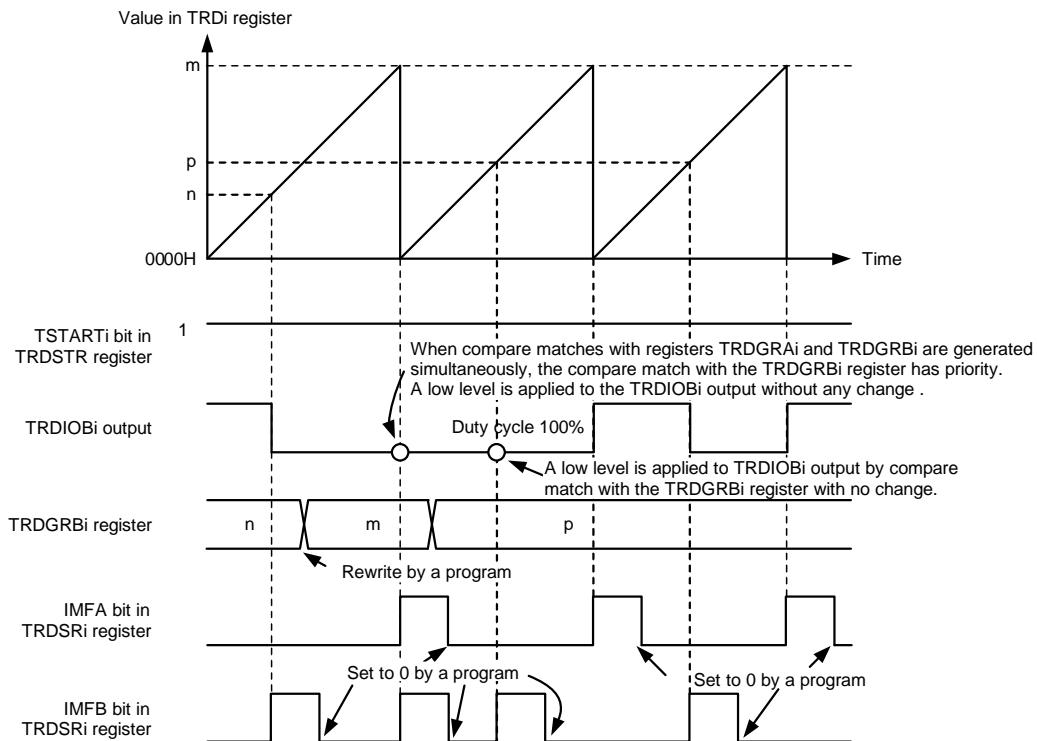 Value in TRDi register
m
p
n
0000H
Time
TSTARTi bit in
TRDSTR register
1
When compare matches with registers TRDGRAi and TRDGRBi are generated
simultaneously, the compare match with the TRDGRBi register has priority.
A low level is applied to the TRDIOBi output without any change .
TRDIOBi output
Duty cycle 100%
A low level is applied to TRDIOBi output by compare
match with the TRDGRBi register with no change.
TRDGRBi register
n
m
p
Rewrite by a program
IMFA bit in
TRDSRi register
Set to 0 by a program
Set to 0 by a program
IMFB bit in
TRDSRi register